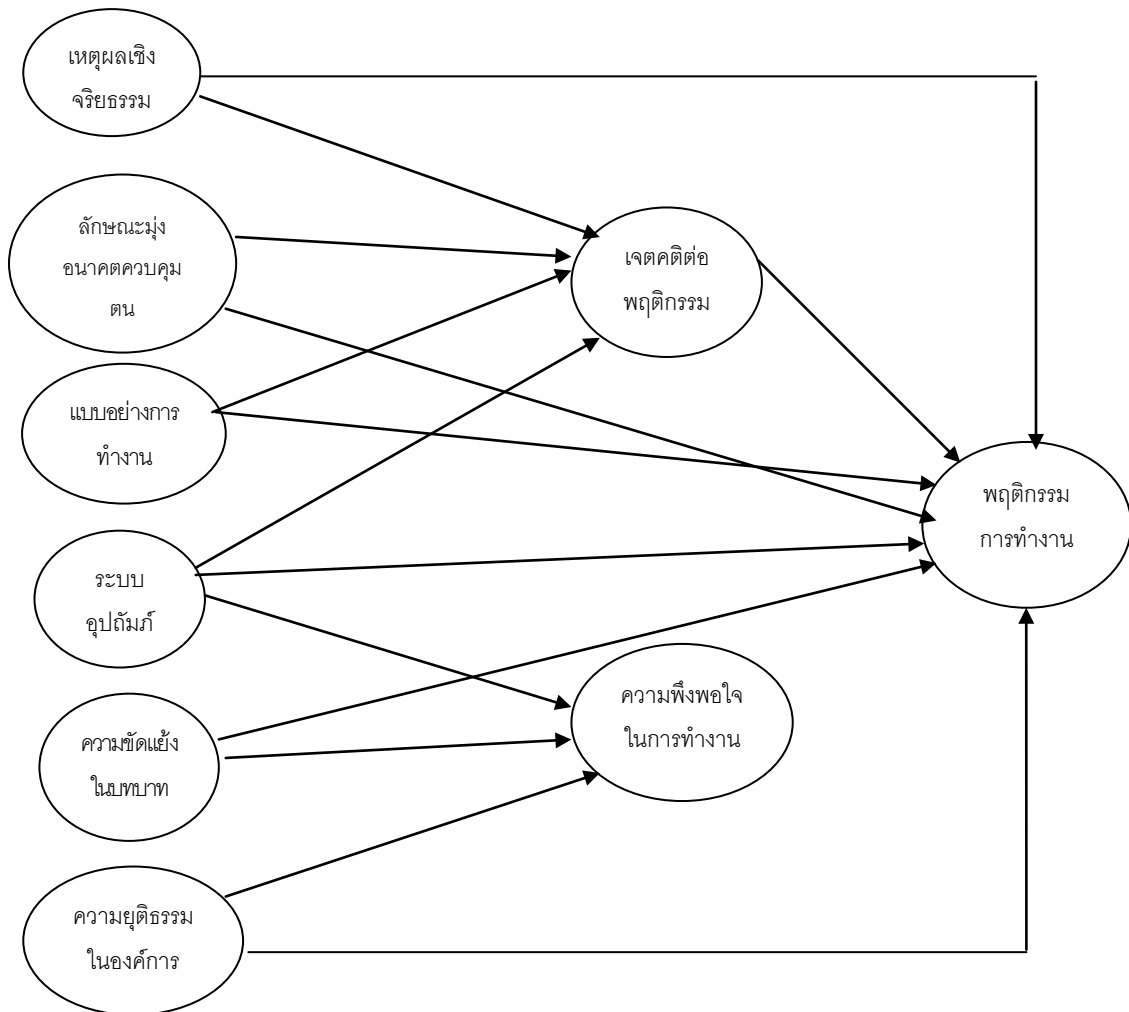 เหตุผลเชิง
จริยธรรม
ลักษณะมุ่ง
อนาคตควบคุม
ตน
เจตคติต่อ
พฤติกรรม
แบบอย่างการ
ทำงาน
พฤติกรรม
การทำงาน
ระบบ
อุปถัมภ์
ความพึงพอใจ
ในการทำงาน
ความขัดแย้ง
ในบทบาท
ความยุติธรรม
ในองค์การ